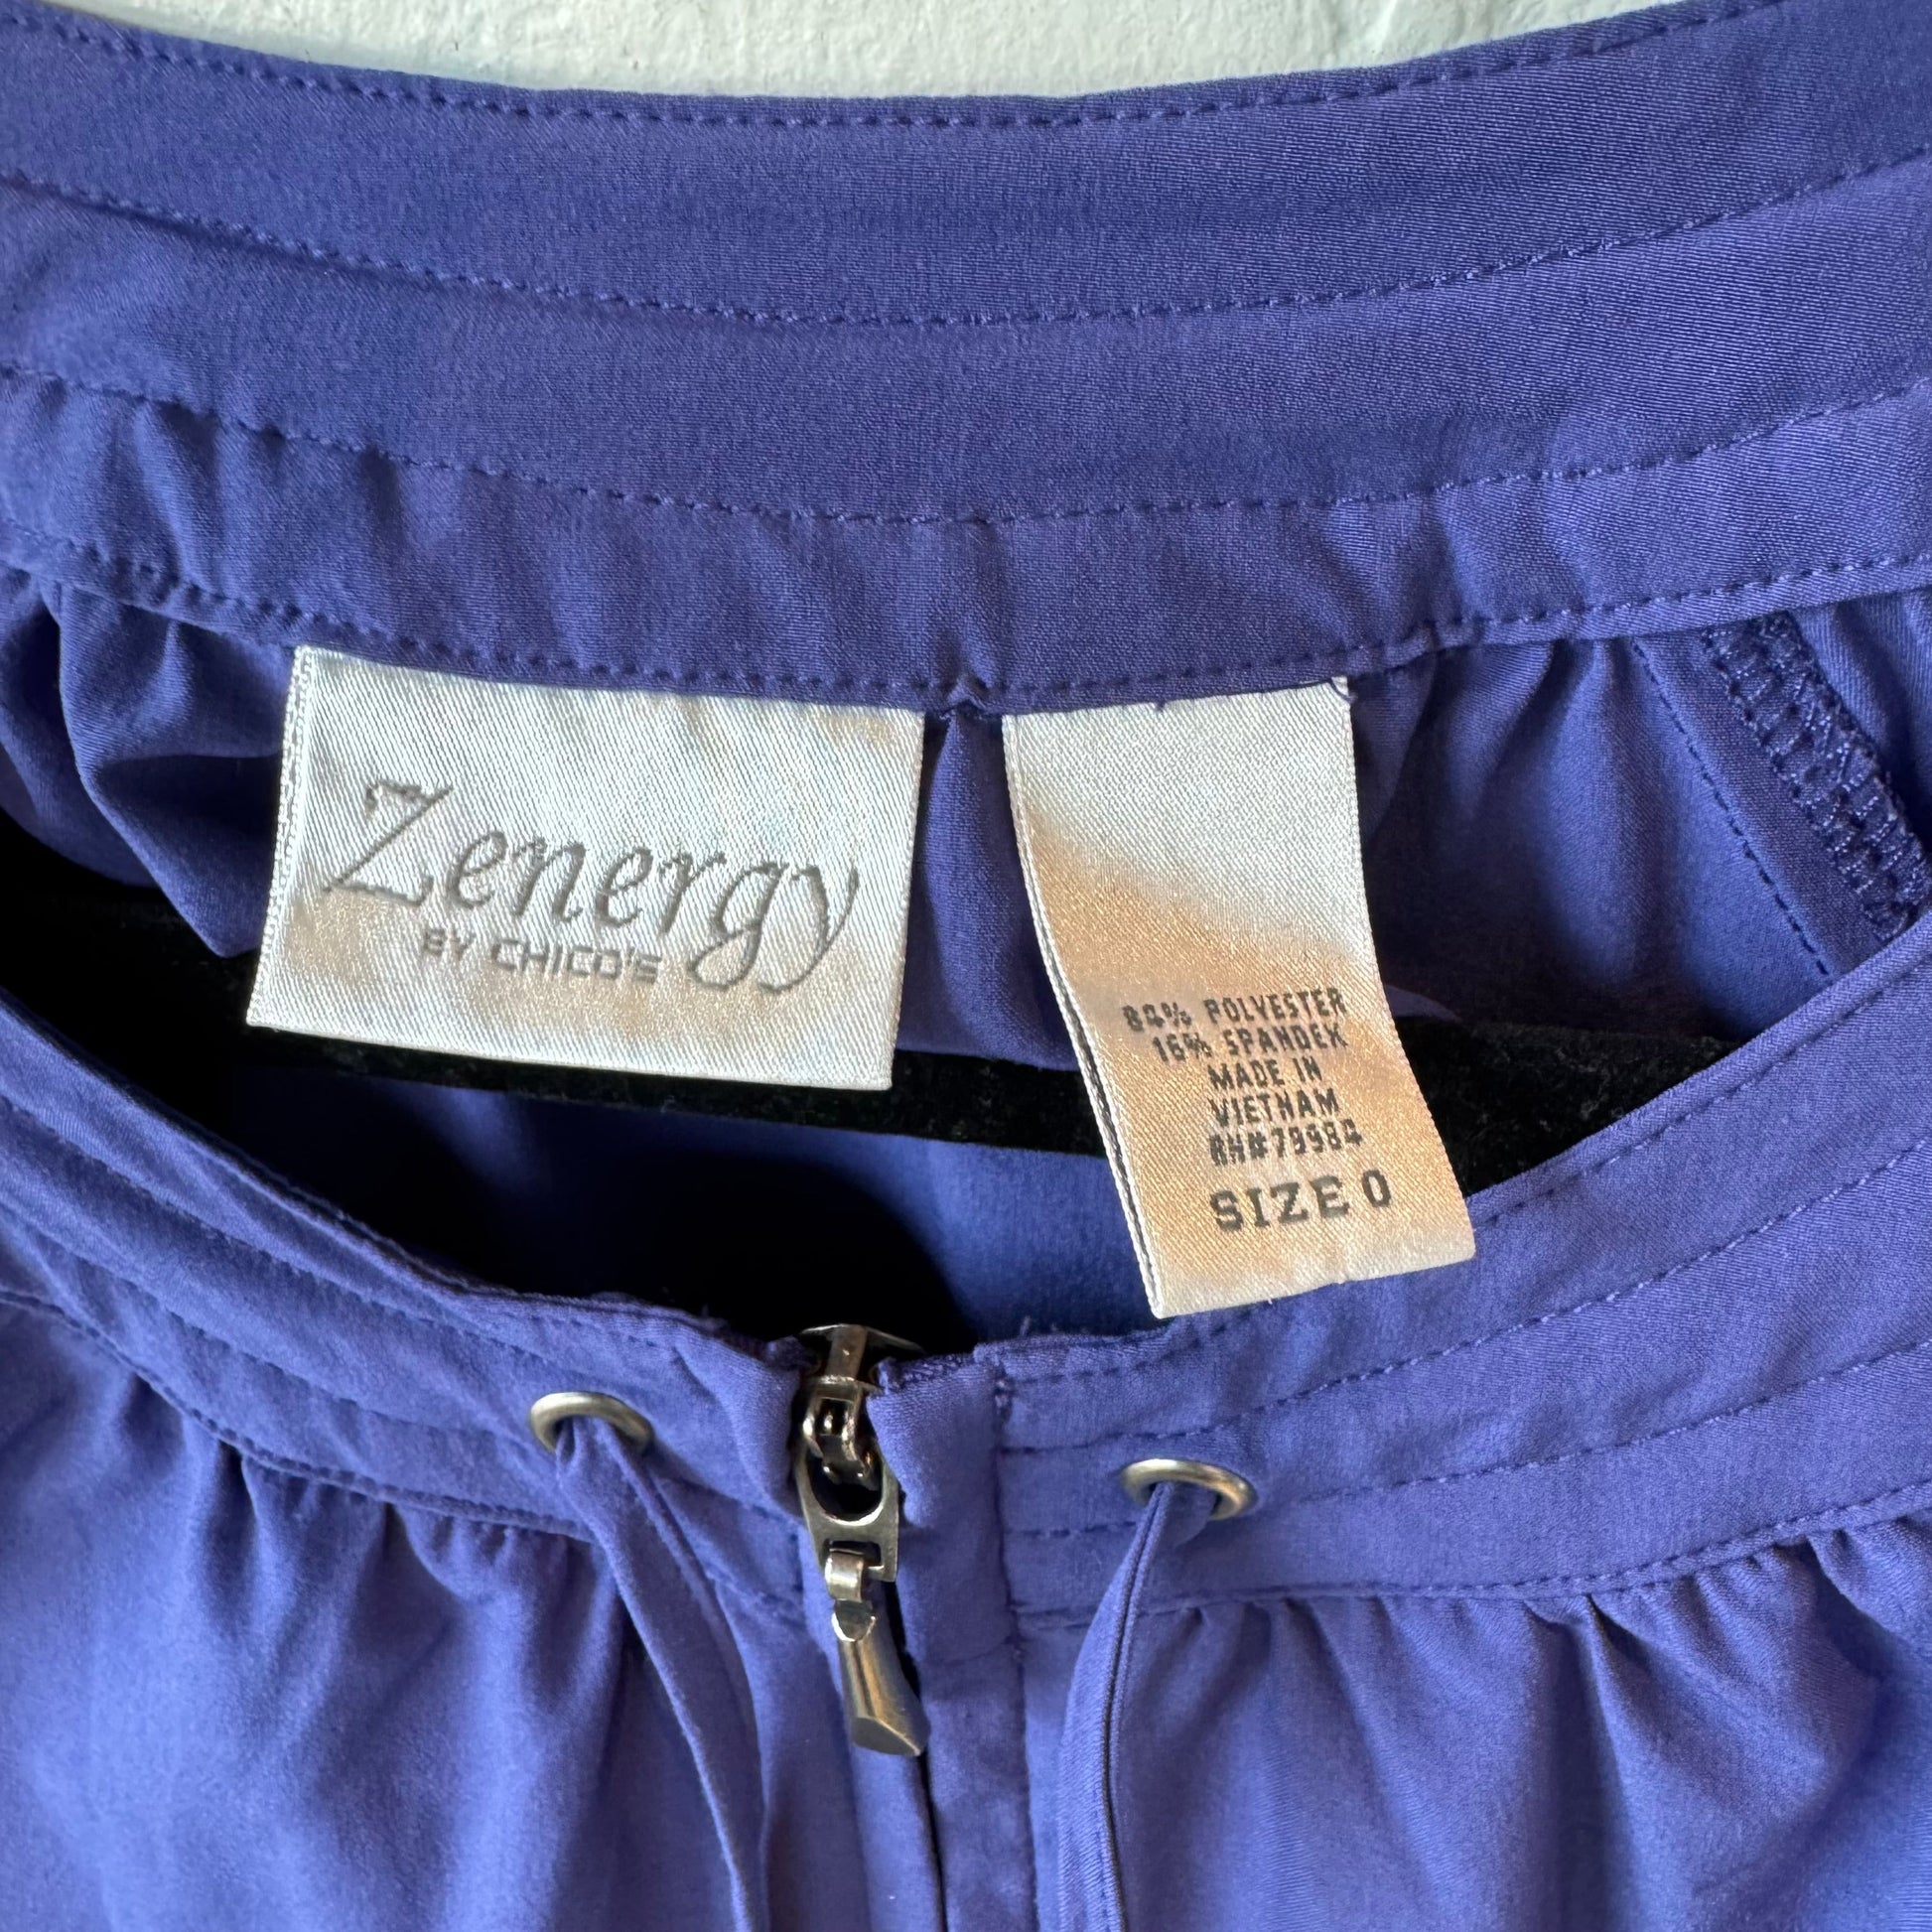 Zenergy
BY CHICO'S
84% POLYESTER
16% SPANDEX
MADE IN
VIETNAM
RN#79984
SIZE 0